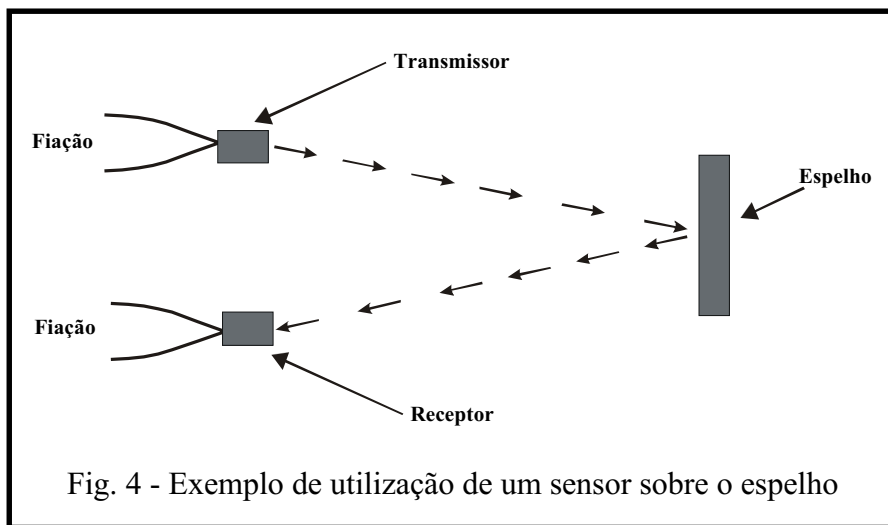 Transmissor
Fiação
Espelho
Fiação
Receptor
Fig. 4 - Exemplo de utilização de um sensor sobre o espelho